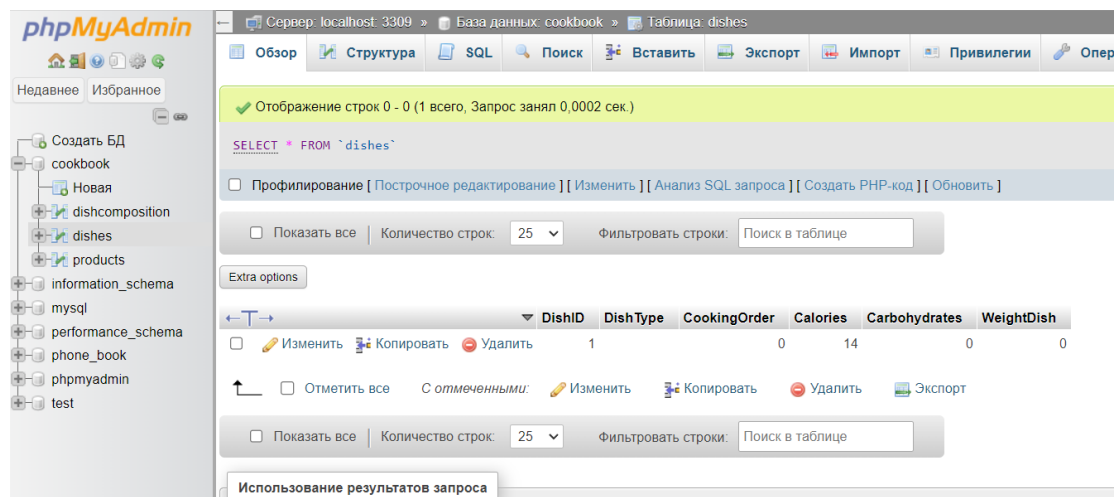 phpMyAdmin
Недавнее Избранное
Создать БД
cookbook
Новая
dishcomposition
dishes
products
information_schema
mysql
performance_schema
phone_book
phpmyadmin
test
Сервер: localhost: 3309 » База данных: cookbook » Таблица: dishes
Обзор Структура SQL Поиск Вставить Экспорт Импорт Привилегии Опер
Отображение строк 0 - 0 (1 всего, Запрос занял 0,0002 сек.)
SELECT * FROM `dishes`
Профилирование [ Построчное редактирование ] [ Изменить ] [ Анализ SQL запроса ] [ Создать PHP-код ] [ Обновить ]
Показать все Количество строк: 25 Фильтровать строки: Поиск в таблице
Extra options
←T→ DishID DishType CookingOrder Calories Carbohydrates WeightDish
Изменить Копировать Удалить 1 0 14 0 0
Отметить все С отмеченными: Изменить Копировать Удалить Экспорт
Показать все Количество строк: 25 Фильтровать строки: Поиск в таблице
Использование результатов запроса